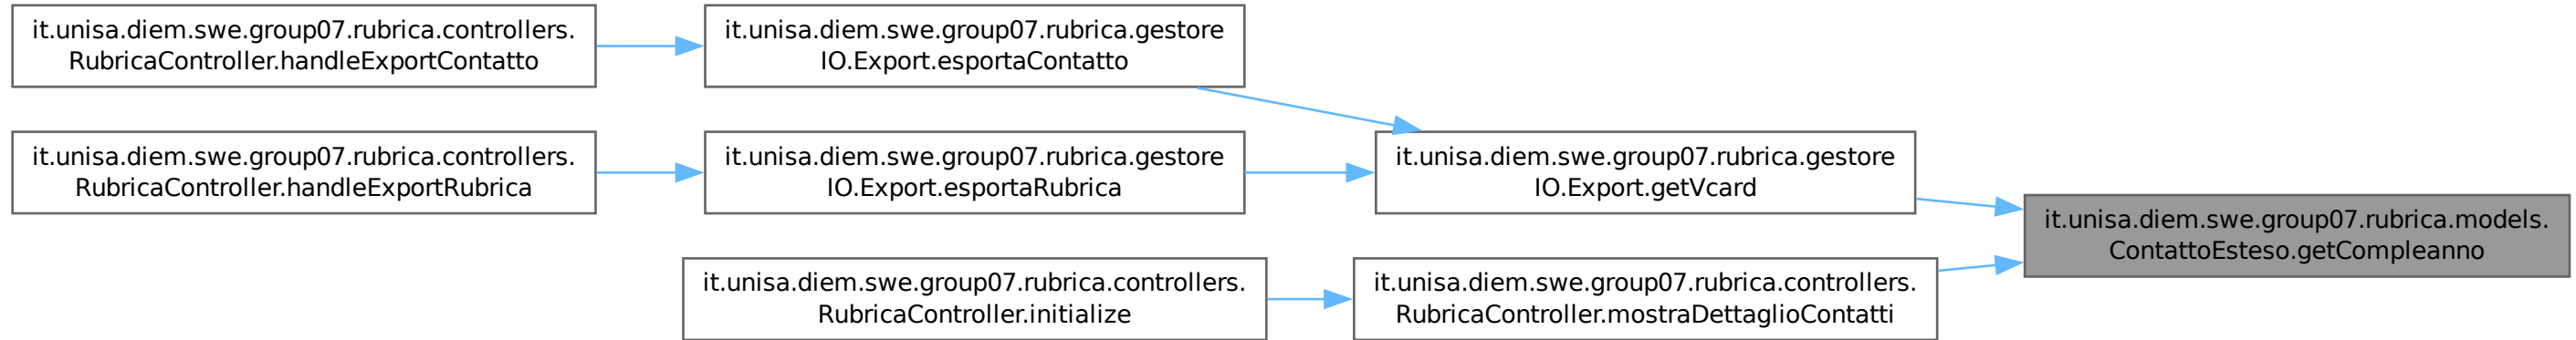 it.unisa.diem.swe.group07.rubrica.controllers.
RubricaController.handleExportContatto
it.unisa.diem.swe.group07.rubrica.gestore
IO.Export.esportaContatto
it.unisa.diem.swe.group07.rubrica.controllers.
RubricaController.handleExportRubrica
it.unisa.diem.swe.group07.rubrica.gestore
IO.Export.esportaRubrica
it.unisa.diem.swe.group07.rubrica.gestore
IO.Export.getVcard
it.unisa.diem.swe.group07.rubrica.models.
ContattoEsteso.getCompleanno
it.unisa.diem.swe.group07.rubrica.controllers.
RubricaController.initialize
it.unisa.diem.swe.group07.rubrica.controllers.
RubricaController.mostraDettaglioContatti